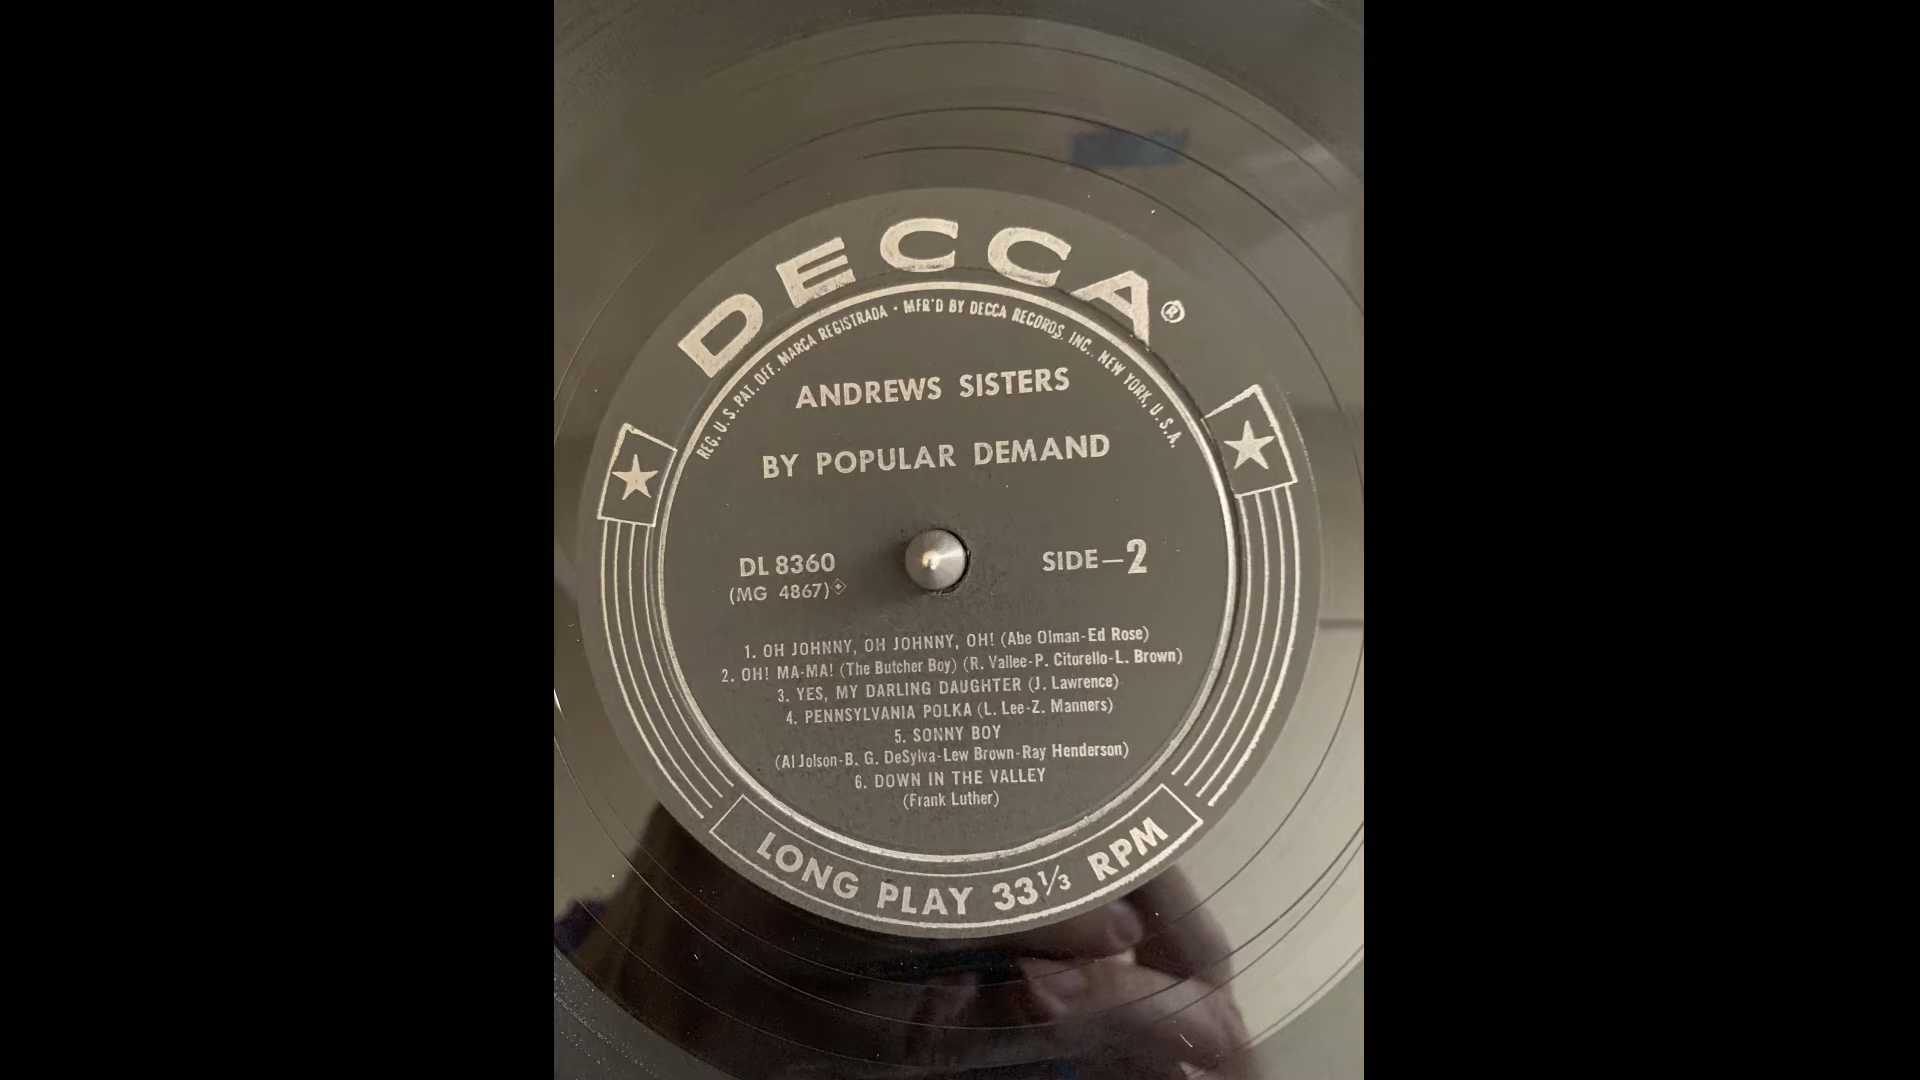 DECCA®
REG. U.S. PAT. OFF. MARCA REGISTRADA • MFR'D BY DECCA RECORDS, INC., NEW YORK, U.S.A.
ANDREWS SISTERS
BY POPULAR DEMAND
DL 8360
(MG 4867)
SIDE—2
1. OH JOHNNY, OH JOHNNY, OH! (Abe Olman-Ed Rose)
2. OH! MA-MA! (The Butcher Boy) (R. Vallee-P. Citorello-L. Brown)
3. YES, MY DARLING DAUGHTER (J. Lawrence)
4. PENNSYLVANIA POLKA (L. Lee-Z. Manners)
5. SONNY BOY
(Al Jolson-B. G. DeSylva-Lew Brown-Ray Henderson)
6. DOWN IN THE VALLEY
(Frank Luther)
LONG PLAY 33⅓ RPM